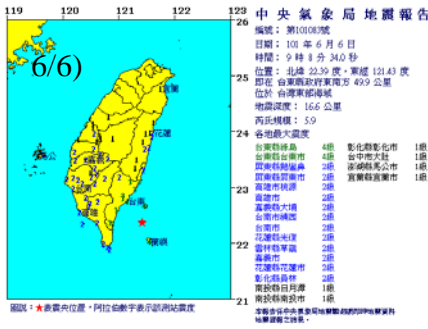 119 120 121 122 123
26
25
24
23
22
21
6/6)
宜蘭
花蓮
馬公
嘉義
台東
蘭嶼
圖說：★表震央位置，阿拉伯數字表示該測站震度
中央氣象局地震報告
編號：第101083號
日期：101 年 6 月 6 日
時間：9 時 8 分 34.0 秒
位置：北緯 22.39 度，東經 121.43 度
即在 台東縣政府東南方 49.9 公里
位於 台灣東部海域
地震深度：16.6 公里
芮氏規模：5.9
各地最大震度
台東縣綠島 4級 彰化縣彰化市 1級
台東縣台東市 4級 台中市大肚 1級
屏東縣 2級 澎湖縣馬公市 1級
屏東縣屏東市 2級 宜蘭縣宜蘭市 1級
高雄市桃源 2級
高雄市 2級
嘉義縣大埔 2級
台南市 2級
台南市 2級
花蓮縣光復 2級
雲林縣草嶺 2級
嘉義市 2級
花蓮縣花蓮市 2級
彰化縣員林 2級
南投縣日月潭 1級
南投縣南投市 1級